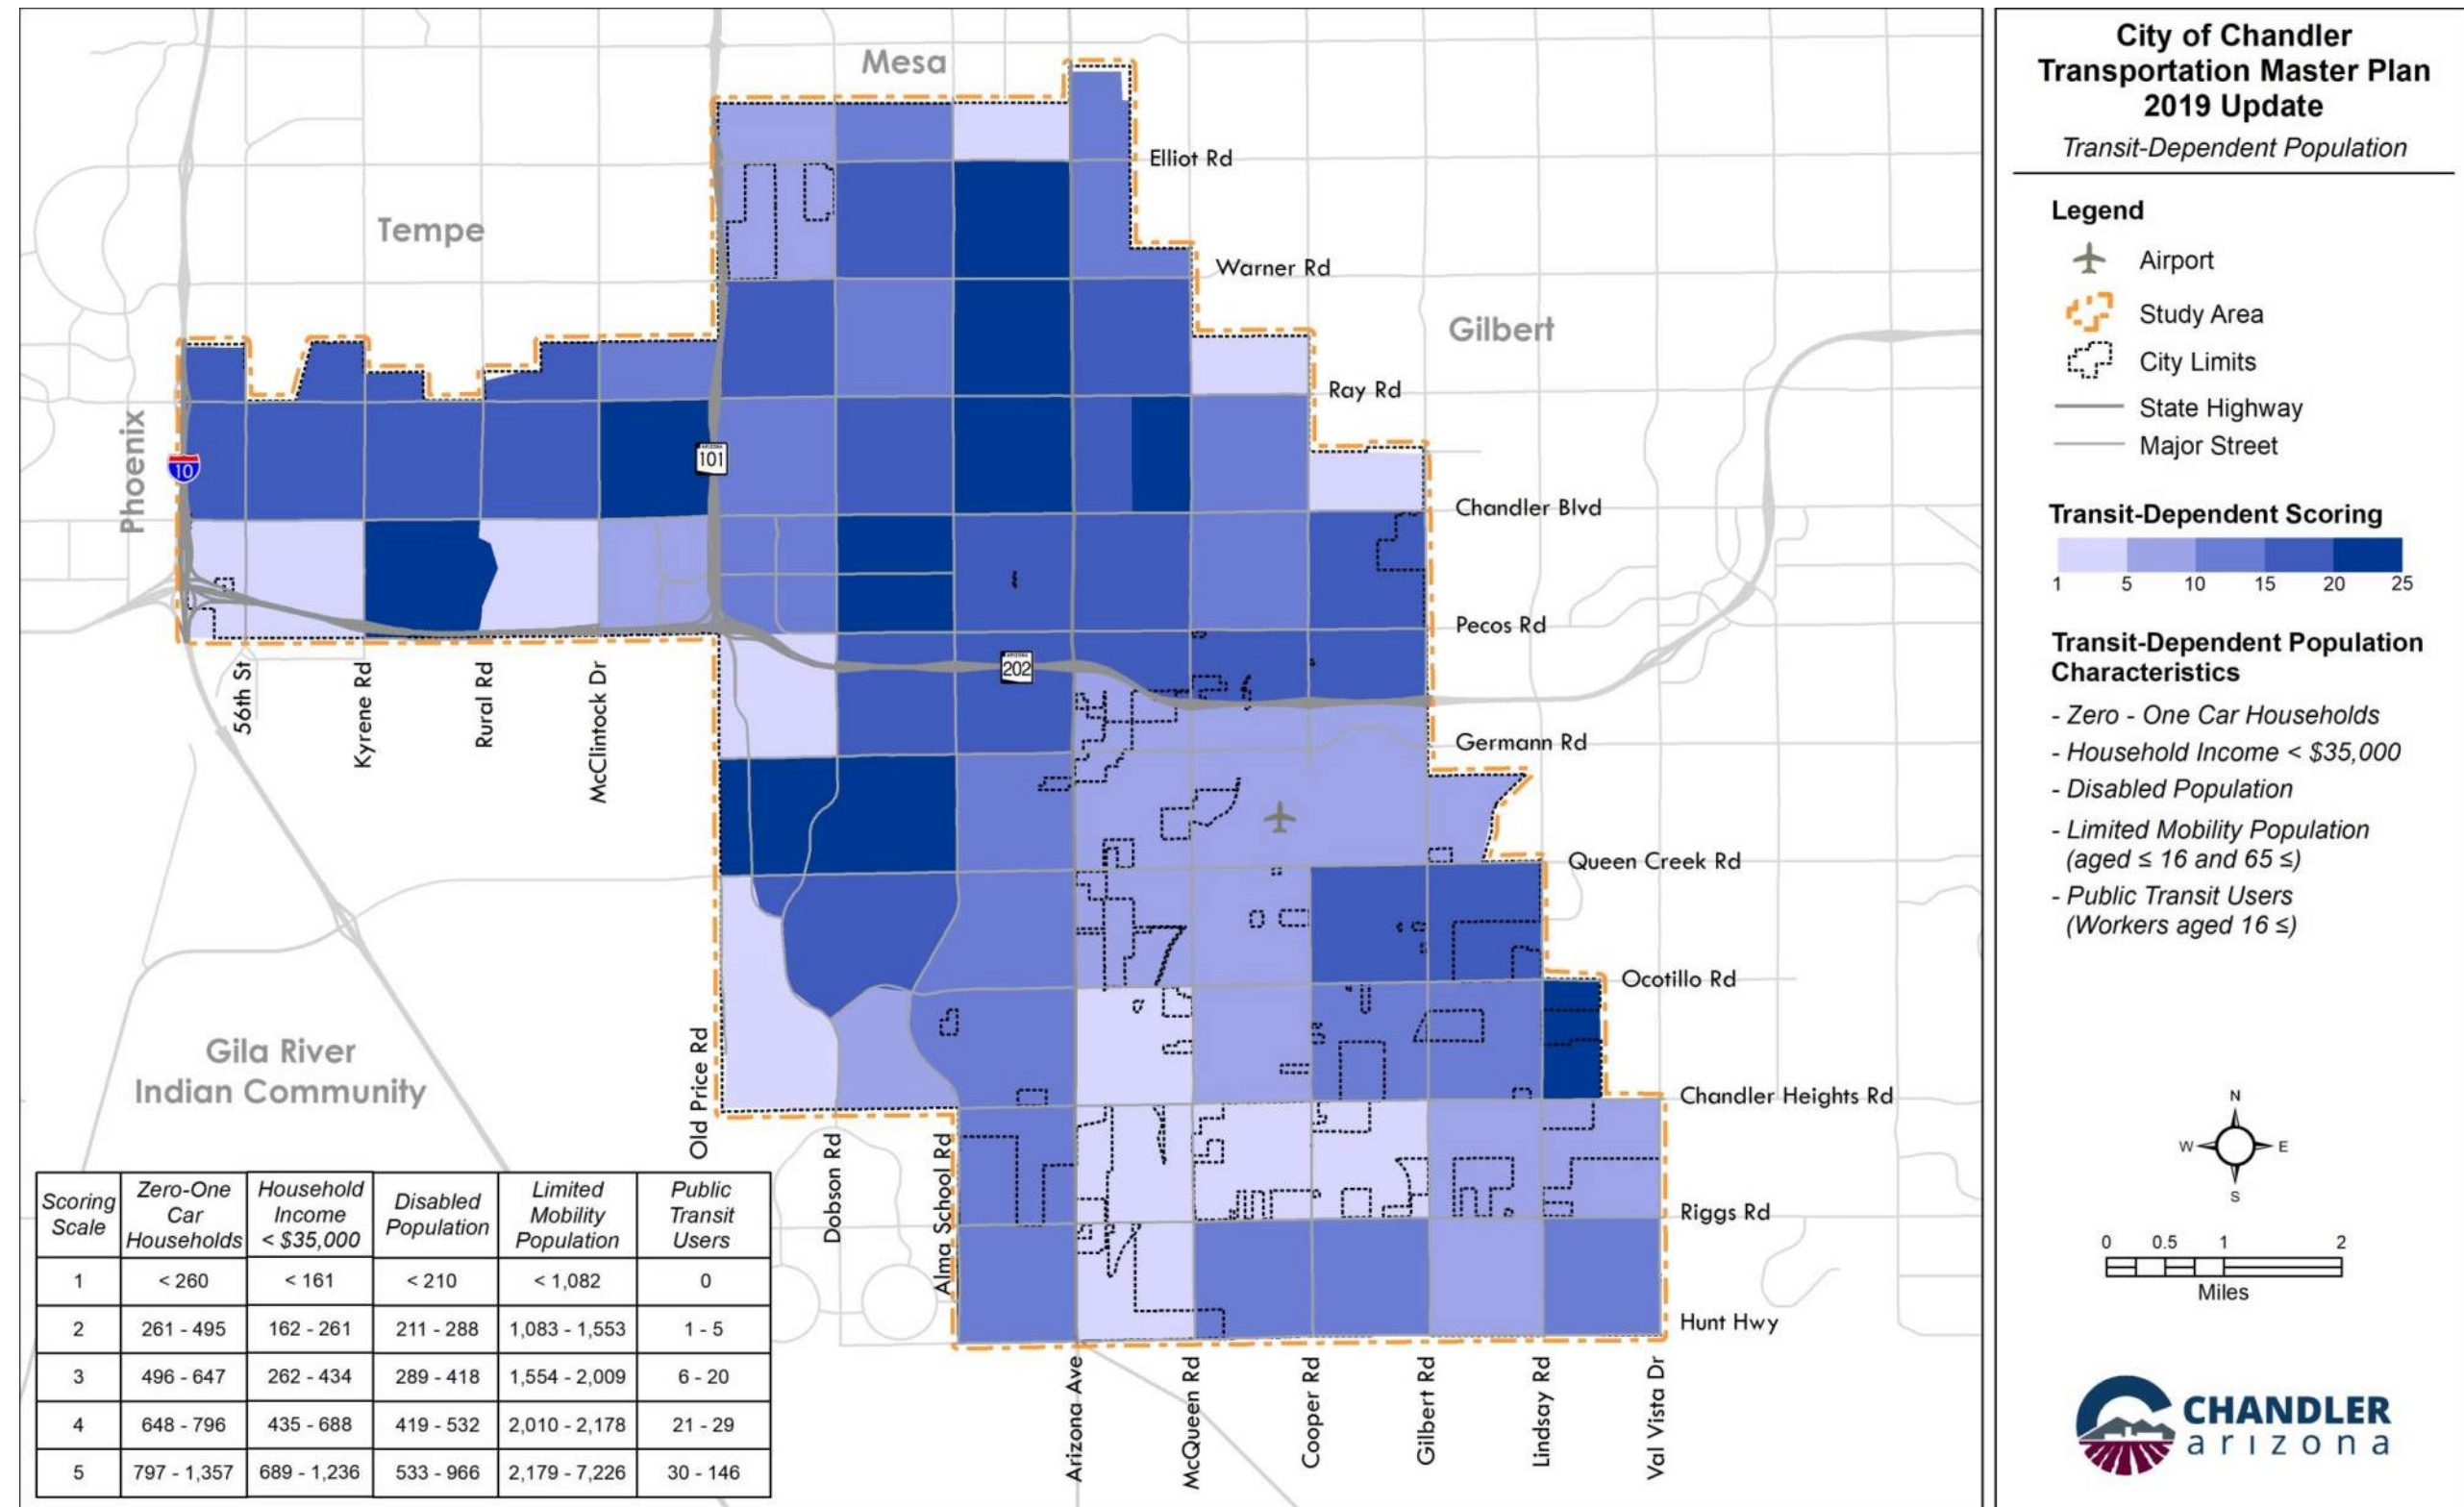 Mesa
Elliot Rd
Tempe
Warner Rd
Gilbert
Ray Rd
Phoenix
10
ARIZONA
101
Chandler Blvd
Pecos Rd
ARIZONA
202
56th St
Kyrene Rd
Rural Rd
McClintock Dr
Germann Rd
Queen Creek Rd
Ocotillo Rd
Gila River
Indian Community
Old Price Rd
Chandler Heights Rd
Dobson Rd
Alma School Rd
Riggs Rd
Hunt Hwy
Arizona Ave
McQueen Rd
Cooper Rd
Gilbert Rd
Lindsay Rd
Val Vista Dr
Scoring Scale
Zero-One Car Households
Household Income < $35,000
Disabled Population
Limited Mobility Population
Public Transit Users
1 < 260 < 161 < 210 < 1,082 0
2 261 - 495 162 - 261 211 - 288 1,083 - 1,553 1 - 5
3 496 - 647 262 - 434 289 - 418 1,554 - 2,009 6 - 20
4 648 - 796 435 - 688 419 - 532 2,010 - 2,178 21 - 29
5 797 - 1,357 689 - 1,236 533 - 966 2,179 - 7,226 30 - 146
City of Chandler
Transportation Master Plan
2019 Update
Transit-Dependent Population
Legend
Airport
Study Area
City Limits
State Highway
Major Street
Transit-Dependent Scoring
1 5 10 15 20 25
Transit-Dependent Population
Characteristics
- Zero - One Car Households
- Household Income < $35,000
- Disabled Population
- Limited Mobility Population
(aged ≤ 16 and 65 ≤)
- Public Transit Users
(Workers aged 16 ≤)
N
W E
S
0 0.5 1 2
Miles
CHANDLER
arizona